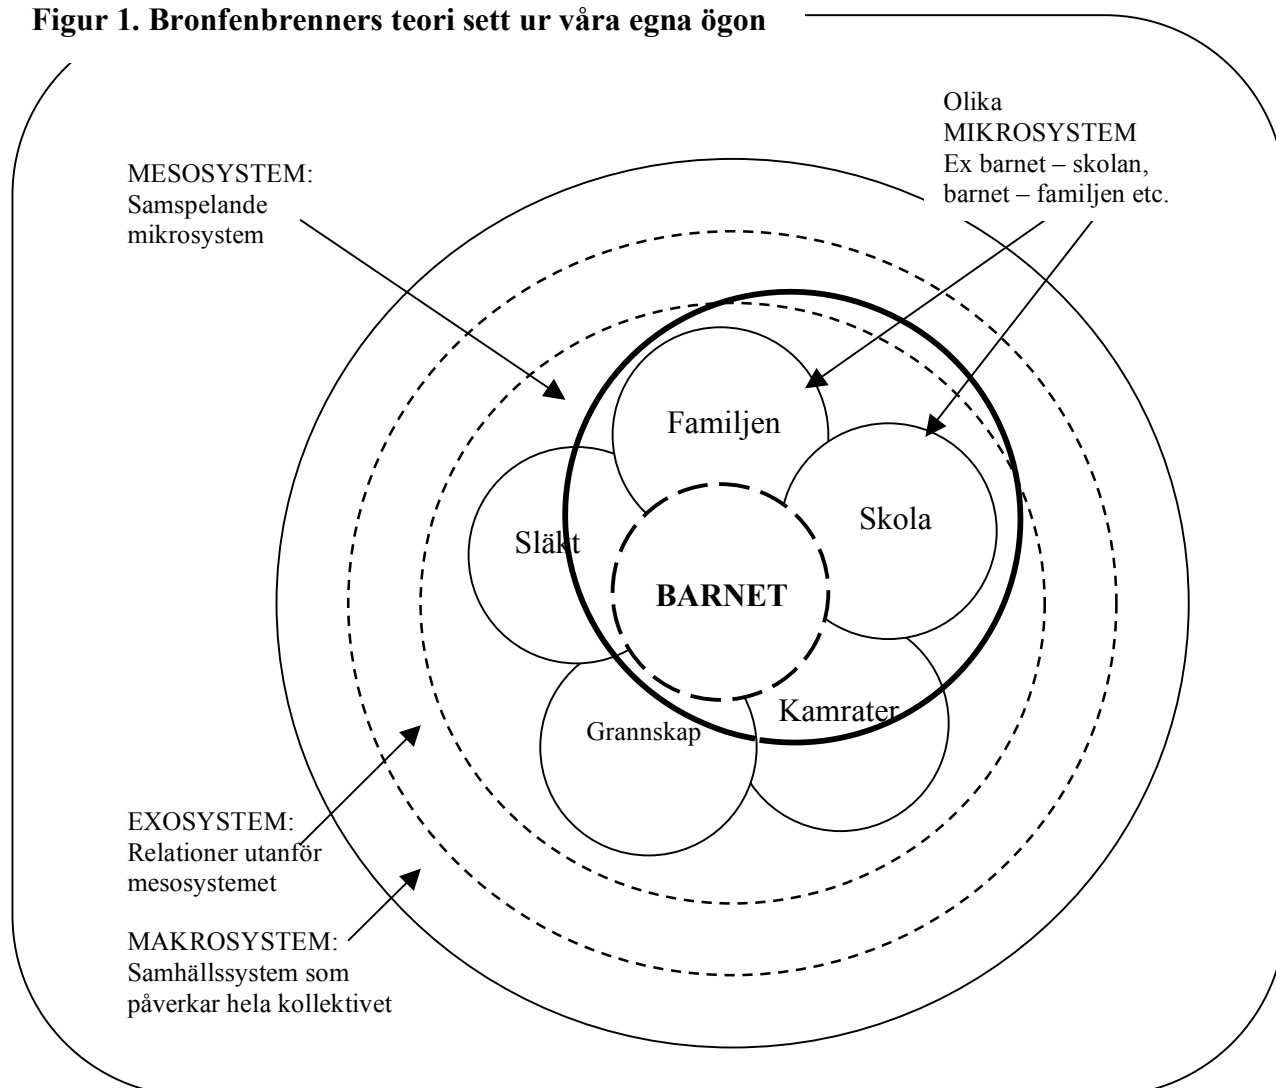 Figur 1. Bronfenbrenners teori sett ur våra egna ögon
Olika
MIKROSYSTEM
Ex barnet – skolan,
barnet – familjen etc.
MESOSYSTEM:
Samspelande
mikrosystem
Familjen
Skola
Släkt
BARNET
Kamrater
Grannskap
EXOSYSTEM:
Relationer utanför
mesosystemet
MAKROSYSTEM:
Samhällssystem som
påverkar hela kollektivet